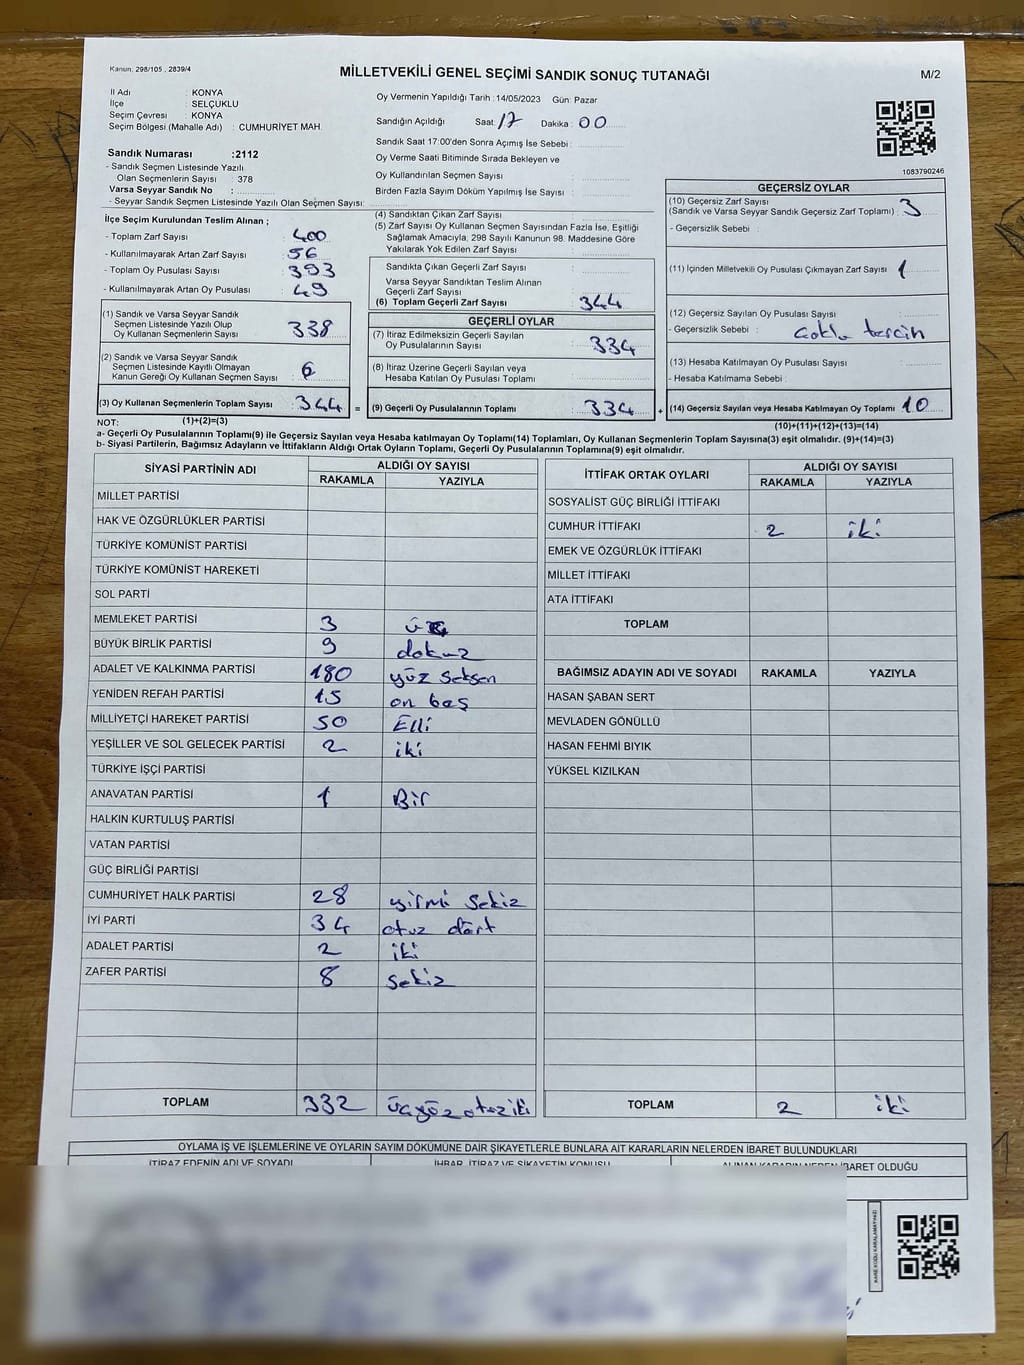 Kanun: 298/105 , 2839/4
MİLLETVEKİLİ GENEL SEÇİMİ SANDIK SONUÇ TUTANAĞI
M/2
İl Adı : KONYA
İlçe : SELÇUKLU
Seçim Çevresi : KONYA
Seçim Bölgesi (Mahalle Adı) : CUMHURİYET MAH.
Sandık Numarası :2112
- Sandık Seçmen Listesinde Yazılı
Olan Seçmenlerin Sayısı : 378
Varsa Seyyar Sandık No :
- Seyyar Sandık Seçmen Listesinde Yazılı Olan Seçmen Sayısı:
Oy Vermenin Yapıldığı Tarih : 14/05/2023 Gün: Pazar
Sandığın Açıldığı Saat: 17 Dakika : 00
Sandık Saat 17:00'den Sonra Açımış İse Sebebi :
Oy Verme Saati Bitiminde Sırada Bekleyen ve
Oy Kullandırılan Seçmen Sayısı :
Birden Fazla Sayım Döküm Yapılmış İse Sayısı :
1083790246
İlçe Seçim Kurulundan Teslim Alınan ;
- Toplam Zarf Sayısı : 400
- Kullanılmayarak Artan Zarf Sayısı : 56
- Toplam Oy Pusulası Sayısı : 393
- Kullanılmayarak Artan Oy Pusulası : 49
(1) Sandık ve Varsa Seyyar Sandık
Seçmen Listesinde Yazılı Olup
Oy Kullanan Seçmenlerin Sayısı : 338
(2) Sandık ve Varsa Seyyar Sandık
Seçmen Listesinde Kayıtlı Olmayan
Kanun Gereği Oy Kullanan Seçmen Sayısı : 6
(3) Oy Kullanan Seçmenlerin Toplam Sayısı : 344 =
(1)+(2)=(3)
(4) Sandıktan Çıkan Zarf Sayısı :
(5) Zarf Sayısı Oy Kullanan Seçmen Sayısından Fazla İse, Eşitliği
Sağlamak Amacıyla, 298 Sayılı Kanunun 98. Maddesine Göre
Yakılarak Yok Edilen Zarf Sayısı :
Sandıkta Çıkan Geçerli Zarf Sayısı :
Varsa Seyyar Sandıktan Teslim Alınan
Geçerli Zarf Sayısı :
(6) Toplam Geçerli Zarf Sayısı : 344
GEÇERLİ OYLAR
(7) İtiraz Edilmeksizin Geçerli Sayılan
Oy Pusulalarının Sayısı : 334
(8) İtiraz Üzerine Geçerli Sayılan veya
Hesaba Katılan Oy Pusulası Toplamı :
(9) Geçerli Oy Pusulalarının Toplamı : 334 +
GEÇERSİZ OYLAR
(10) Geçersiz Zarf Sayısı : 3
(Sandık ve Varsa Seyyar Sandık Geçersiz Zarf Toplamı)
- Geçersizlik Sebebi :
(11) İçinden Milletvekili Oy Pusulası Çıkmayan Zarf Sayısı : 1
(12) Geçersiz Sayılan Oy Pusulası Sayısı :
- Geçersizlik Sebebi : çoklu tercih
(13) Hesaba Katılmayan Oy Pusulası Sayısı :
- Hesaba Katılmama Sebebi :
(14) Geçersiz Sayılan veya Hesaba Katılmayan Oy Toplamı : 10
(10)+(11)+(12)+(13)=(14)
NOT:
a- Geçerli Oy Pusulalarının Toplamı(9) ile Geçersiz Sayılan veya Hesaba katılmayan Oy Toplamı(14) Toplamları, Oy Kullanan Seçmenlerin Toplam Sayısına(3) eşit olmalıdır. (9)+(14)=(3)
b- Siyasi Partilerin, Bağımsız Adayların ve İttifakların Aldığı Ortak Oyların Toplamı, Geçerli Oy Pusulalarının Toplamına(9) eşit olmalıdır.
SİYASİ PARTİNİN ADI ALDIĞI OY SAYISI
RAKAMLA YAZIYLA
MİLLET PARTİSİ
HAK VE ÖZGÜRLÜKLER PARTİSİ
TÜRKİYE KOMÜNİST PARTİSİ
TÜRKİYE KOMÜNİST HAREKETİ
SOL PARTİ
MEMLEKET PARTİSİ 3 üç
BÜYÜK BİRLİK PARTİSİ 9 dokuz
ADALET VE KALKINMA PARTİSİ 180 yüz seksen
YENİDEN REFAH PARTİSİ 15 on beş
MİLLİYETÇİ HAREKET PARTİSİ 50 Elli
YEŞİLLER VE SOL GELECEK PARTİSİ 2 iki
TÜRKİYE İŞÇİ PARTİSİ
ANAVATAN PARTİSİ 1 Bir
HALKIN KURTULUŞ PARTİSİ
VATAN PARTİSİ
GÜÇ BİRLİĞİ PARTİSİ
CUMHURİYET HALK PARTİSİ 28 yirmi sekiz
İYİ PARTİ 34 otuz dört
ADALET PARTİSİ 2 iki
ZAFER PARTİSİ 8 sekiz
TOPLAM 332 üçyüz otuz iki
İTTİFAK ORTAK OYLARI ALDIĞI OY SAYISI
RAKAMLA YAZIYLA
SOSYALİST GÜÇ BİRLİĞİ İTTİFAKI
CUMHUR İTTİFAKI 2 iki
EMEK VE ÖZGÜRLÜK İTTİFAKI
MİLLET İTTİFAKI
ATA İTTİFAKI
TOPLAM
BAĞIMSIZ ADAYIN ADI VE SOYADI RAKAMLA YAZIYLA
HASAN ŞABAN SERT
MEVLADEN GÖNÜLLÜ
HASAN FEHMİ BIYIK
YÜKSEL KIZILKAN
TOPLAM 2 iki
OYLAMA İŞ VE İŞLEMLERİNE VE OYLARIN SAYIM DÖKÜMÜNE DAİR ŞİKAYETLERLE BUNLARA AİT KARARLARIN NELERDEN İBARET BULUNDUKLARI
İTİRAZ EDENİN ADI VE SOYADI İHBAR, İTİRAZ VE ŞİKAYETİN KONUSU ALINAN KARARIN NEDEN İBARET OLDUĞU
KARE KODU KARALAMAYINIZ